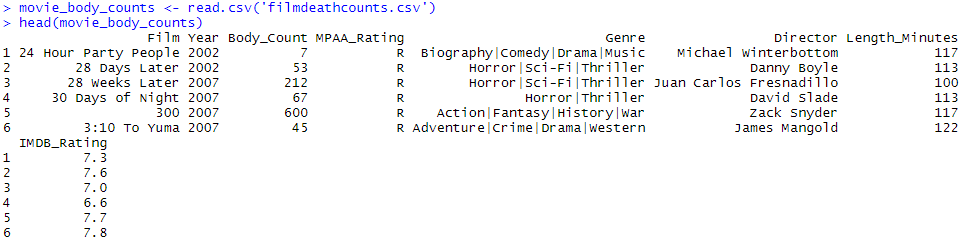 > movie_body_counts <- read.csv('filmdeathcounts.csv')
> head(movie_body_counts)
Film Year Body_Count MPAA_Rating Genre Director Length_Minutes
1 24 Hour Party People 2002 7 R Biography|Comedy|Drama|Music Michael Winterbottom 117
2 28 Days Later 2002 53 R Horror|Sci-Fi|Thriller Danny Boyle 113
3 28 Weeks Later 2007 212 R Horror|Sci-Fi|Thriller Juan Carlos Fresnadillo 100
4 30 Days of Night 2007 67 R Horror|Thriller David Slade 113
5 300 2007 600 R Action|Fantasy|History|War Zack Snyder 117
6 3:10 To Yuma 2007 45 R Adventure|Crime|Drama|Western James Mangold 122
IMDB_Rating
1 7.3
2 7.6
3 7.0
4 6.6
5 7.7
6 7.8